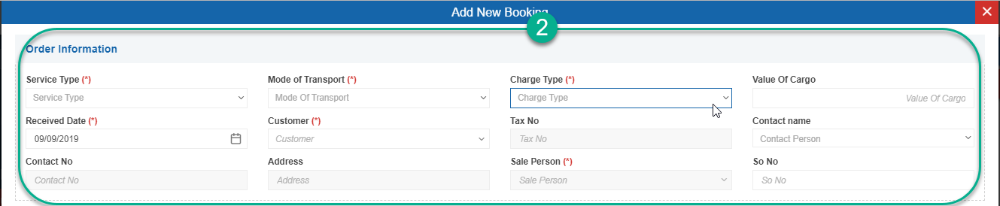 Add New Booking
2
Order Information
Service Type (*) Mode of Transport (*) Charge Type (*) Value Of Cargo
Service Type Mode Of Transport Charge Type Value Of Cargo
Received Date (*) Customer (*) Tax No Contact name
09/09/2019 Customer Tax No Contact Person
Contact No Address Sale Person (*) So No
Contact No Address Sale Person So No